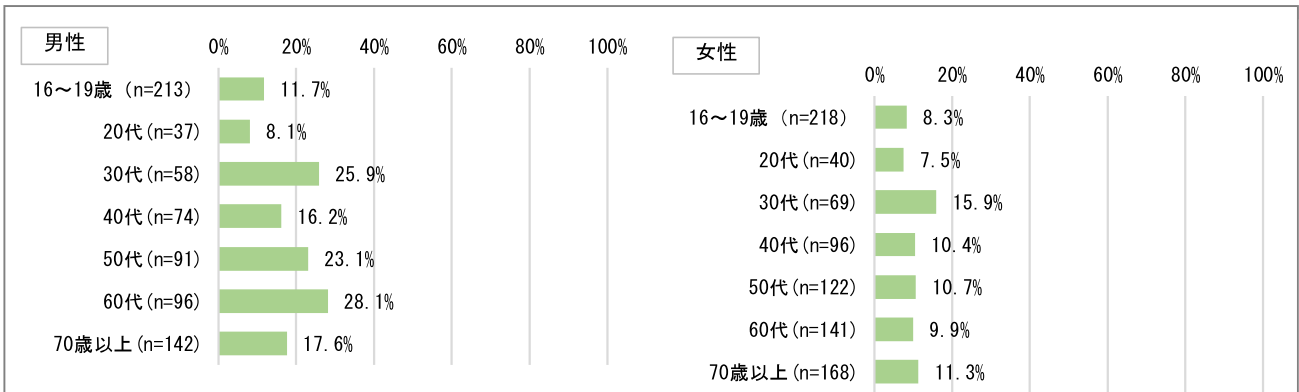 男性
0% 20% 40% 60% 80% 100%
16～19歳 (n=213) 11.7%
20代(n=37) 8.1%
30代(n=58) 25.9%
40代(n=74) 16.2%
50代(n=91) 23.1%
60代(n=96) 28.1%
70歳以上(n=142) 17.6%
女性
0% 20% 40% 60% 80% 100%
16～19歳 (n=218) 8.3%
20代(n=40) 7.5%
30代(n=69) 15.9%
40代(n=96) 10.4%
50代(n=122) 10.7%
60代(n=141) 9.9%
70歳以上(n=168) 11.3%